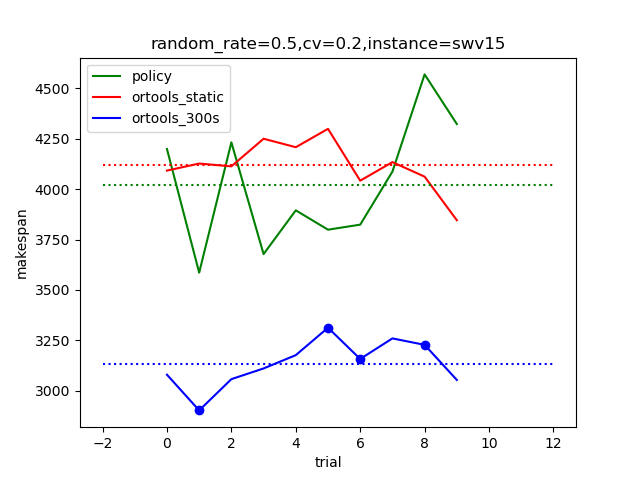 random_rate=0.5,cv=0.2,instance=swv15
policy
ortools_static
ortools_300s
4500
4250
4000
3750
3500
3250
3000
makespan
−2
0
2
4
6
8
10
12
trial